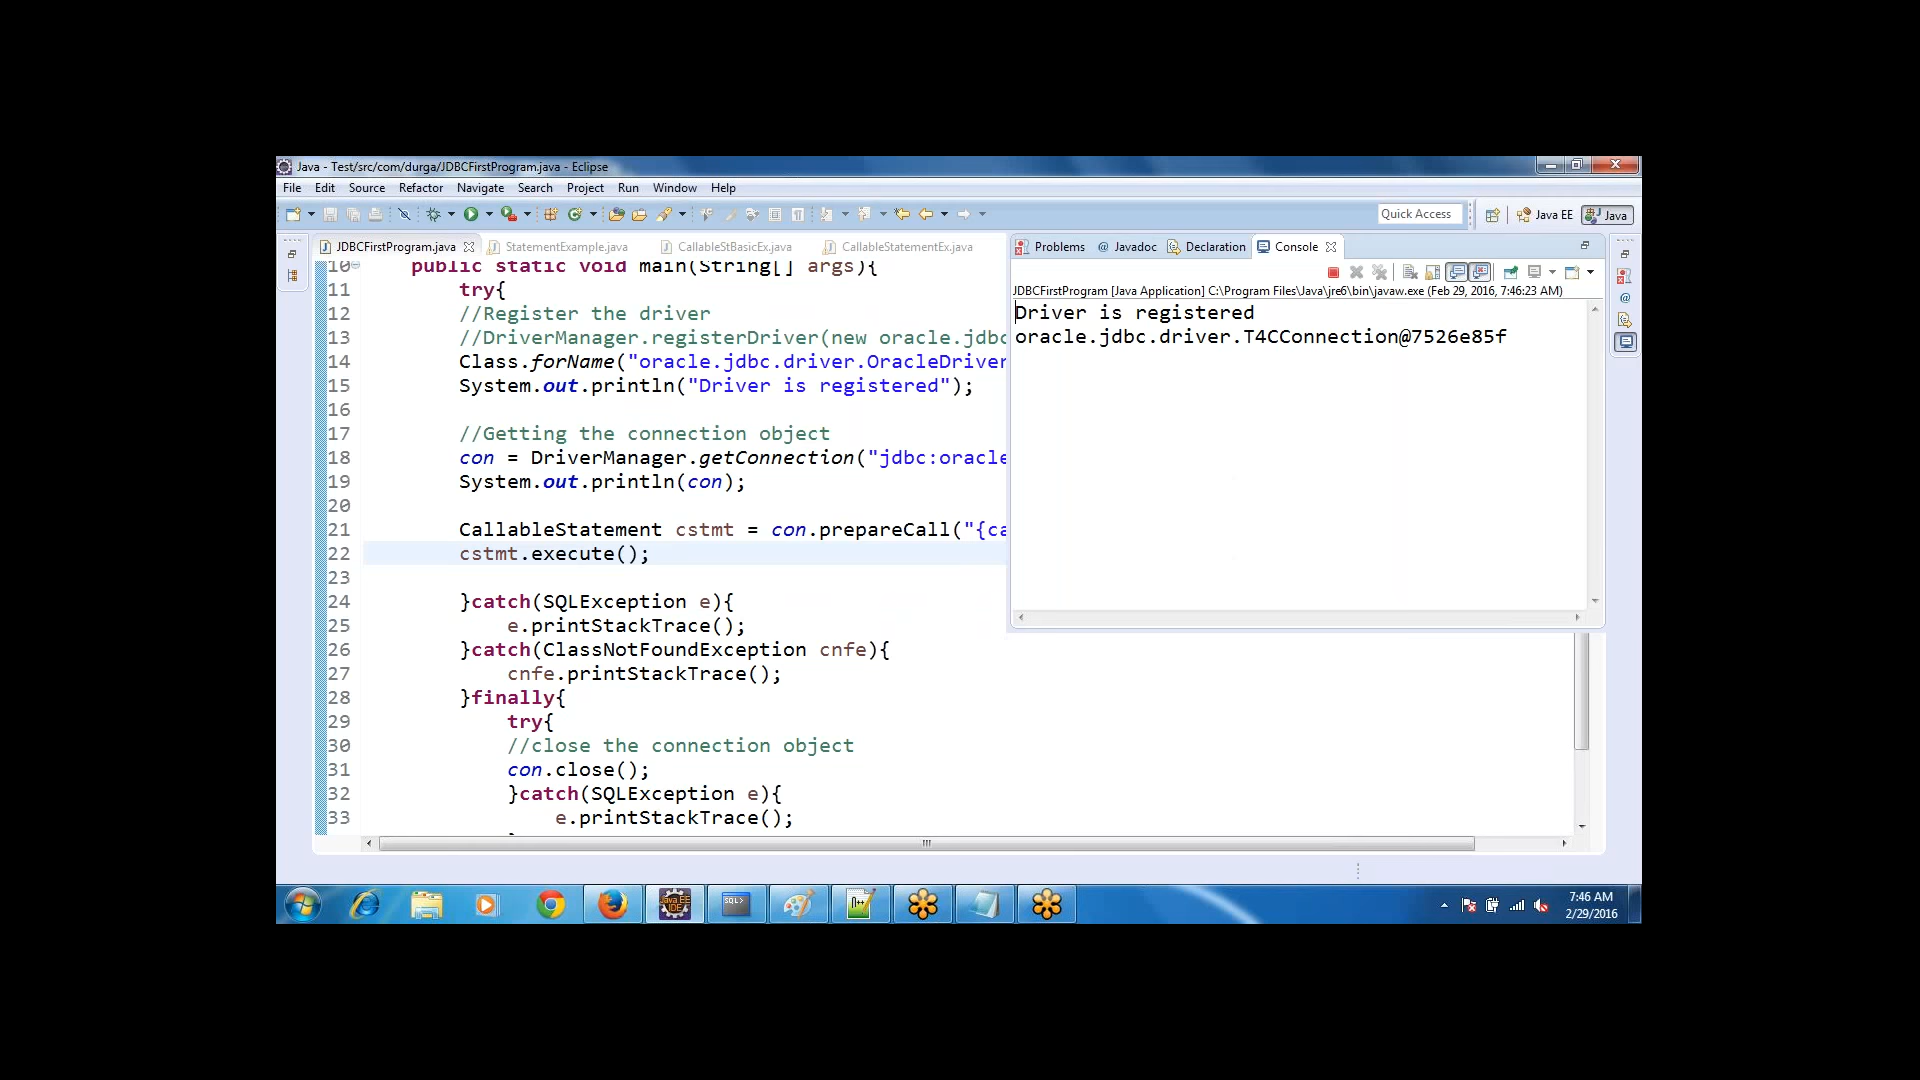 Java - Test/src/com/durga/JDBCFirstProgram.java - Eclipse
File Edit Source Refactor Navigate Search Project Run Window Help
Quick Access Java EE Java
JDBCFirstProgram.java StatementExample.java CallableStBasicEx.java CallableStatementEx.java
10 public static void main(String[] args){
11 try{
12 //Register the driver
13 //DriverManager.registerDriver(new oracle.jdbc
14 Class.forName("oracle.jdbc.driver.OracleDriver
15 System.out.println("Driver is registered");
16
17 //Getting the connection object
18 con = DriverManager.getConnection("jdbc:oracle
19 System.out.println(con);
20
21 CallableStatement cstmt = con.prepareCall("{ca
22 cstmt.execute();
23
24 }catch(SQLException e){
25 e.printStackTrace();
26 }catch(ClassNotFoundException cnfe){
27 cnfe.printStackTrace();
28 }finally{
29 try{
30 //close the connection object
31 con.close();
32 }catch(SQLException e){
33 e.printStackTrace();
Problems @ Javadoc Declaration Console
JDBCFirstProgram [Java Application] C:\Program Files\Java\jre6\bin\javaw.exe (Feb 29, 2016, 7:46:23 AM)
Driver is registered
oracle.jdbc.driver.T4CConnection@7526e85f
Java EE
IDE
SQL>
7:46 AM
2/29/2016